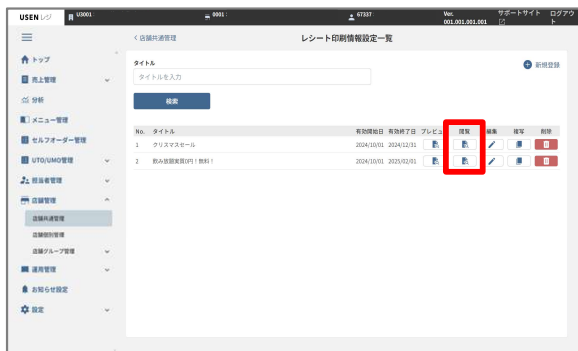 USEN レジ U3001 : 0001 : 67337 Ver. 001.001.001.001 サポートサイト ログアウト
トップ
売上管理
分析
メニュー管理
セルフオーダー管理
UTO/UMO管理
担当者管理
店舗管理
店舗共通管理
店舗個別管理
店舗グループ管理
運用管理
お知らせ設定
設定
< 店舗共通管理 レシート印刷情報設定一覧
タイトル
タイトルを入力
新規登録
検索
No. タイトル 有効開始日 有効終了日 プレビュー 閲覧 編集 複写 削除
1 クリスマスセール 2024/10/01 2024/12/31
2 飲み放題実質0円!無料! 2024/10/01 2025/02/01